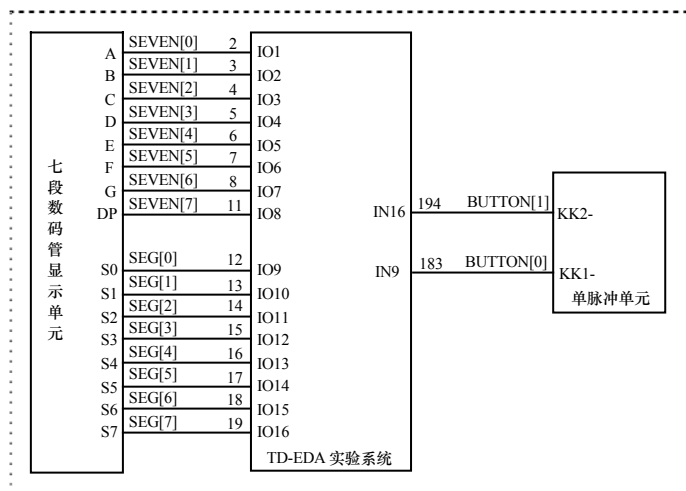 A SEVEN[0] 2 IO1
B SEVEN[1] 3 IO2
C SEVEN[2] 4 IO3
D SEVEN[3] 5 IO4
E SEVEN[4] 6 IO5
F SEVEN[5] 7 IO6
G SEVEN[6] 8 IO7
DP SEVEN[7] 11 IO8
S0 SEG[0] 12 IO9
S1 SEG[1] 13 IO10
S2 SEG[2] 14 IO11
S3 SEG[3] 15 IO12
S4 SEG[4] 16 IO13
S5 SEG[5] 17 IO14
S6 SEG[6] 18 IO15
S7 SEG[7] 19 IO16
七段数码管显示单元
IN16 194 BUTTON[1] KK2-
IN9 183 BUTTON[0] KK1-
单脉冲单元
TD-EDA 实验系统